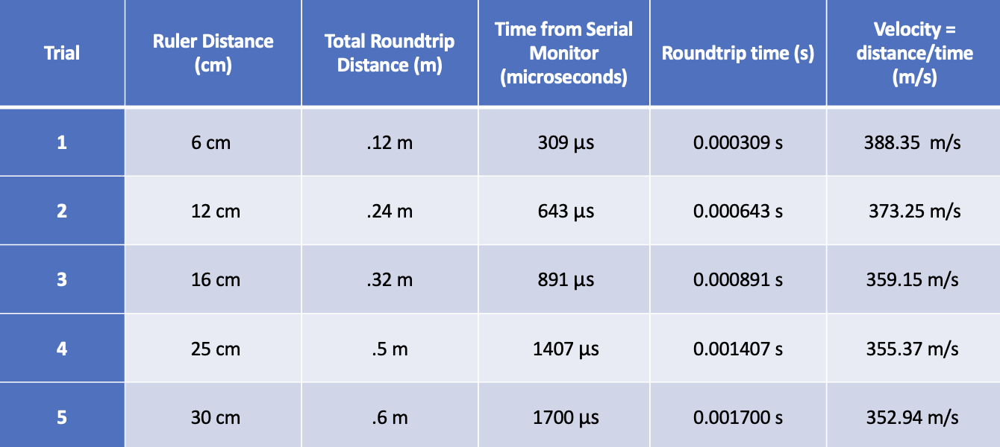 Trial
Ruler Distance
(cm)
Total Roundtrip
Distance (m)
Time from Serial
Monitor
(microseconds)
Roundtrip time (s)
Velocity =
distance/time
(m/s)
1
6 cm
.12 m
309 µs
0.000309 s
388.35 m/s
2
12 cm
.24 m
643 µs
0.000643 s
373.25 m/s
3
16 cm
.32 m
891 µs
0.000891 s
359.15 m/s
4
25 cm
.5 m
1407 µs
0.001407 s
355.37 m/s
5
30 cm
.6 m
1700 µs
0.001700 s
352.94 m/s